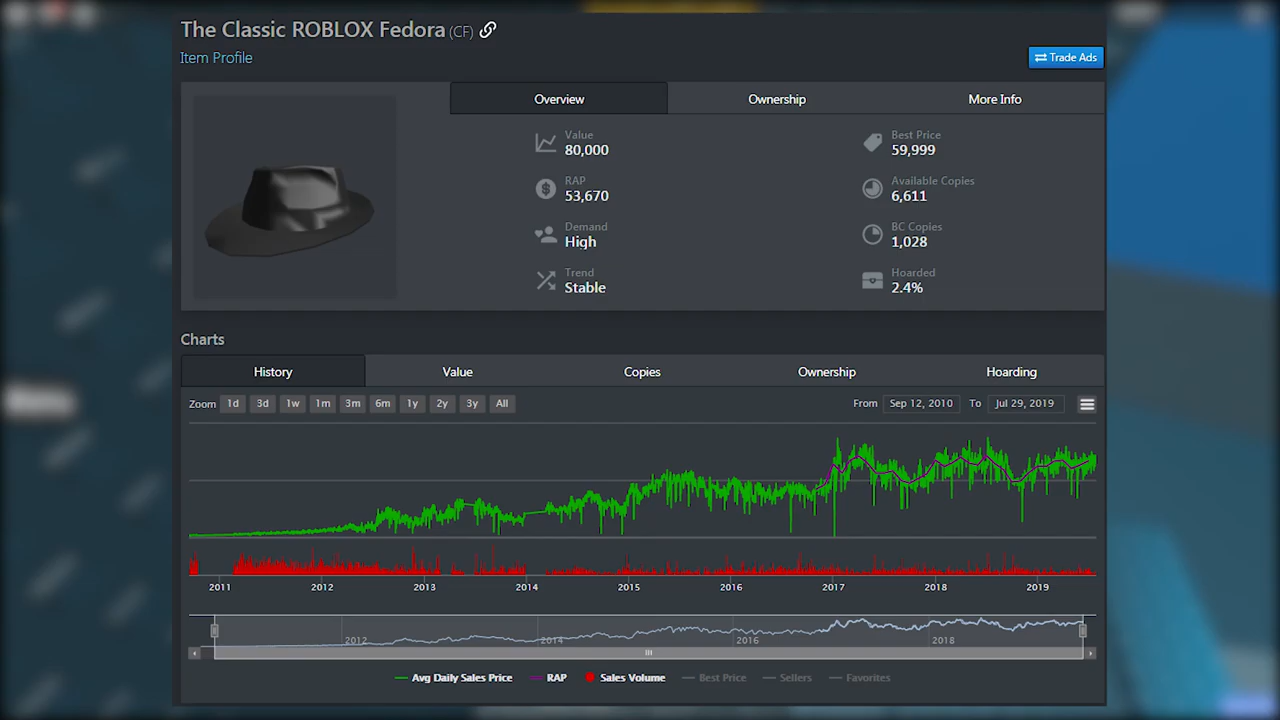 The Classic ROBLOX Fedora (CF)
Item Profile
Trade Ads
Overview
Ownership
More Info
Value
80,000
Best Price
59,999
RAP
53,670
Available Copies
6,611
Demand
High
BC Copies
1,028
Trend
Stable
Hoarded
2.4%
Charts
History
Value
Copies
Ownership
Hoarding
Zoom 1d 3d 1w 1m 3m 6m 1y 2y 3y All
From Sep 12, 2010 To Jul 29, 2019
2011 2012 2013 2014 2015 2016 2017 2018 2019
2012 2014 2016 2018
Avg Daily Sales Price RAP Sales Volume Best Price Sellers Favorites